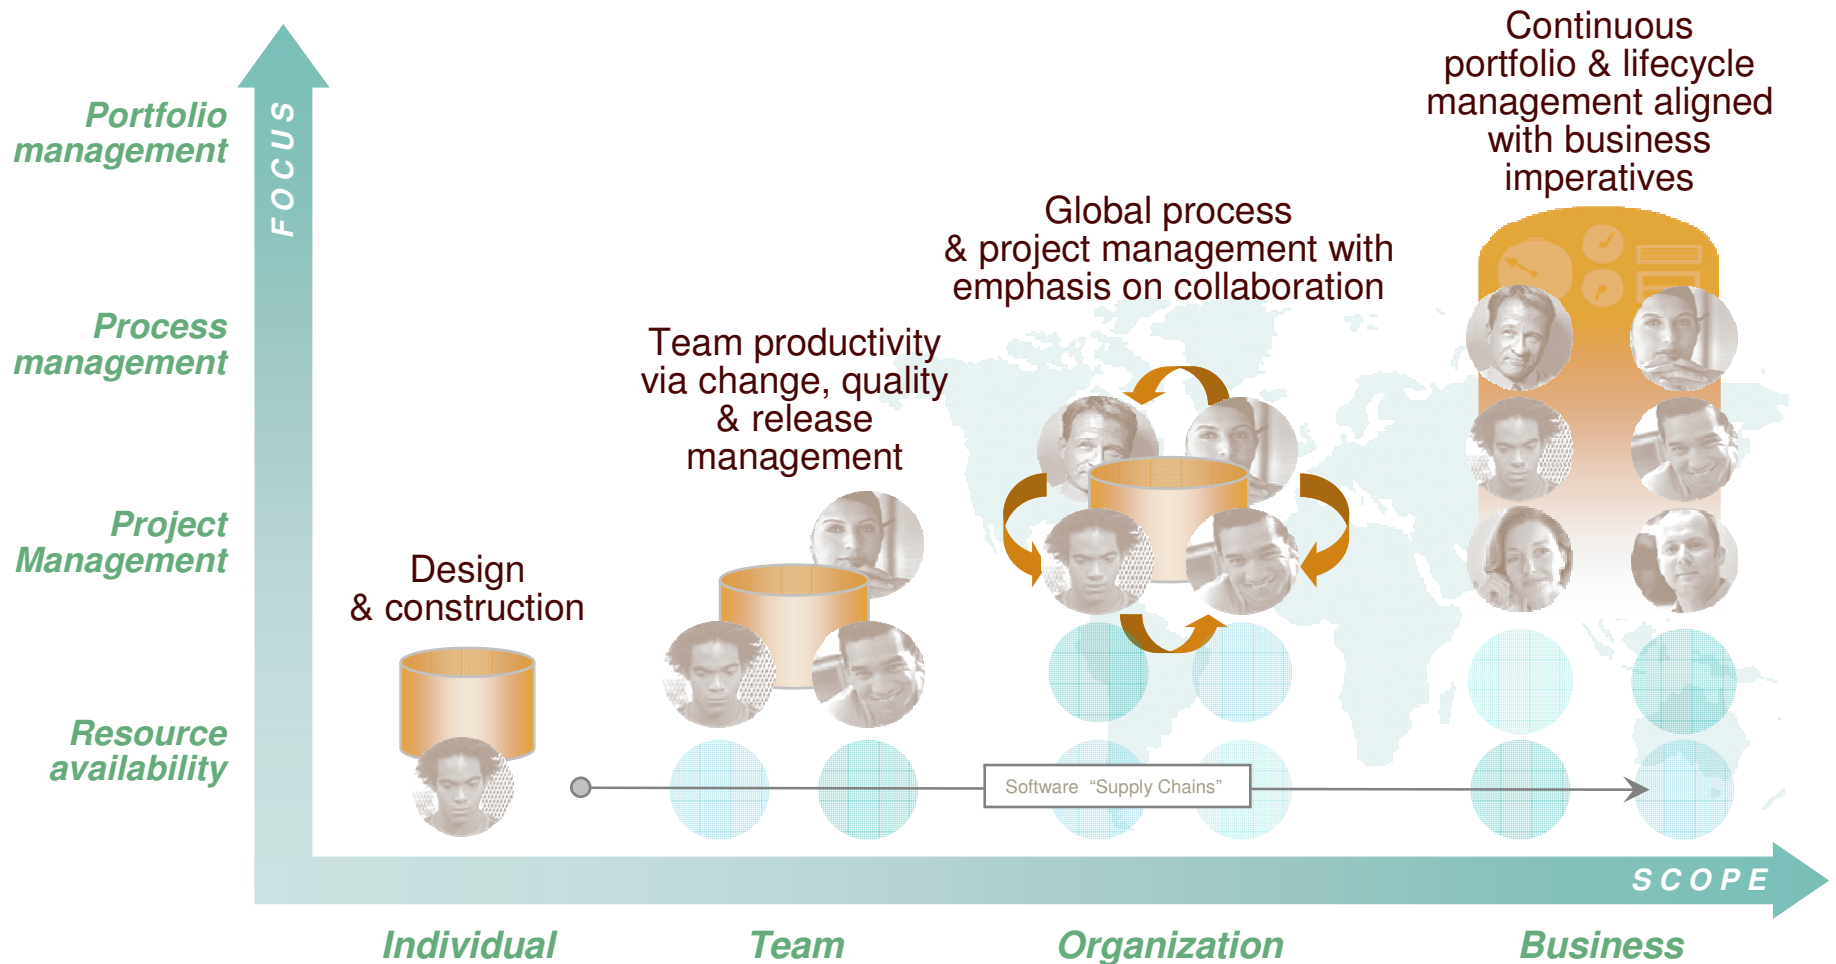 Continuous
portfolio & lifecycle
management aligned
with business
imperatives
Portfolio
management
FOCUS
Global process
& project management with
emphasis on collaboration
Process
management
Team productivity
via change, quality
& release
management
Project
Management
Design
& construction
Resource
availability
Software “Supply Chains”
SCOPE
Individual
Team
Organization
Business